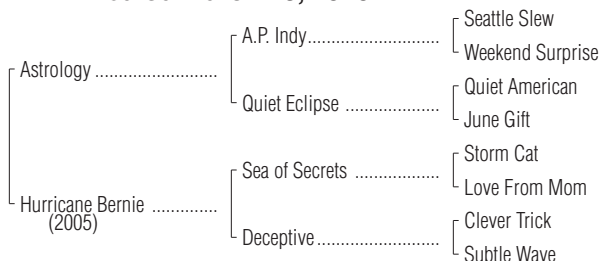 A.P. Indy
Seattle Slew
Weekend Surprise
Astrology
Quiet Eclipse
Quiet American
June Gift
Sea of Secrets
Storm Cat
Love From Mom
Hurricane Bernie
(2005)
Deceptive
Clever Trick
Subtle Wave